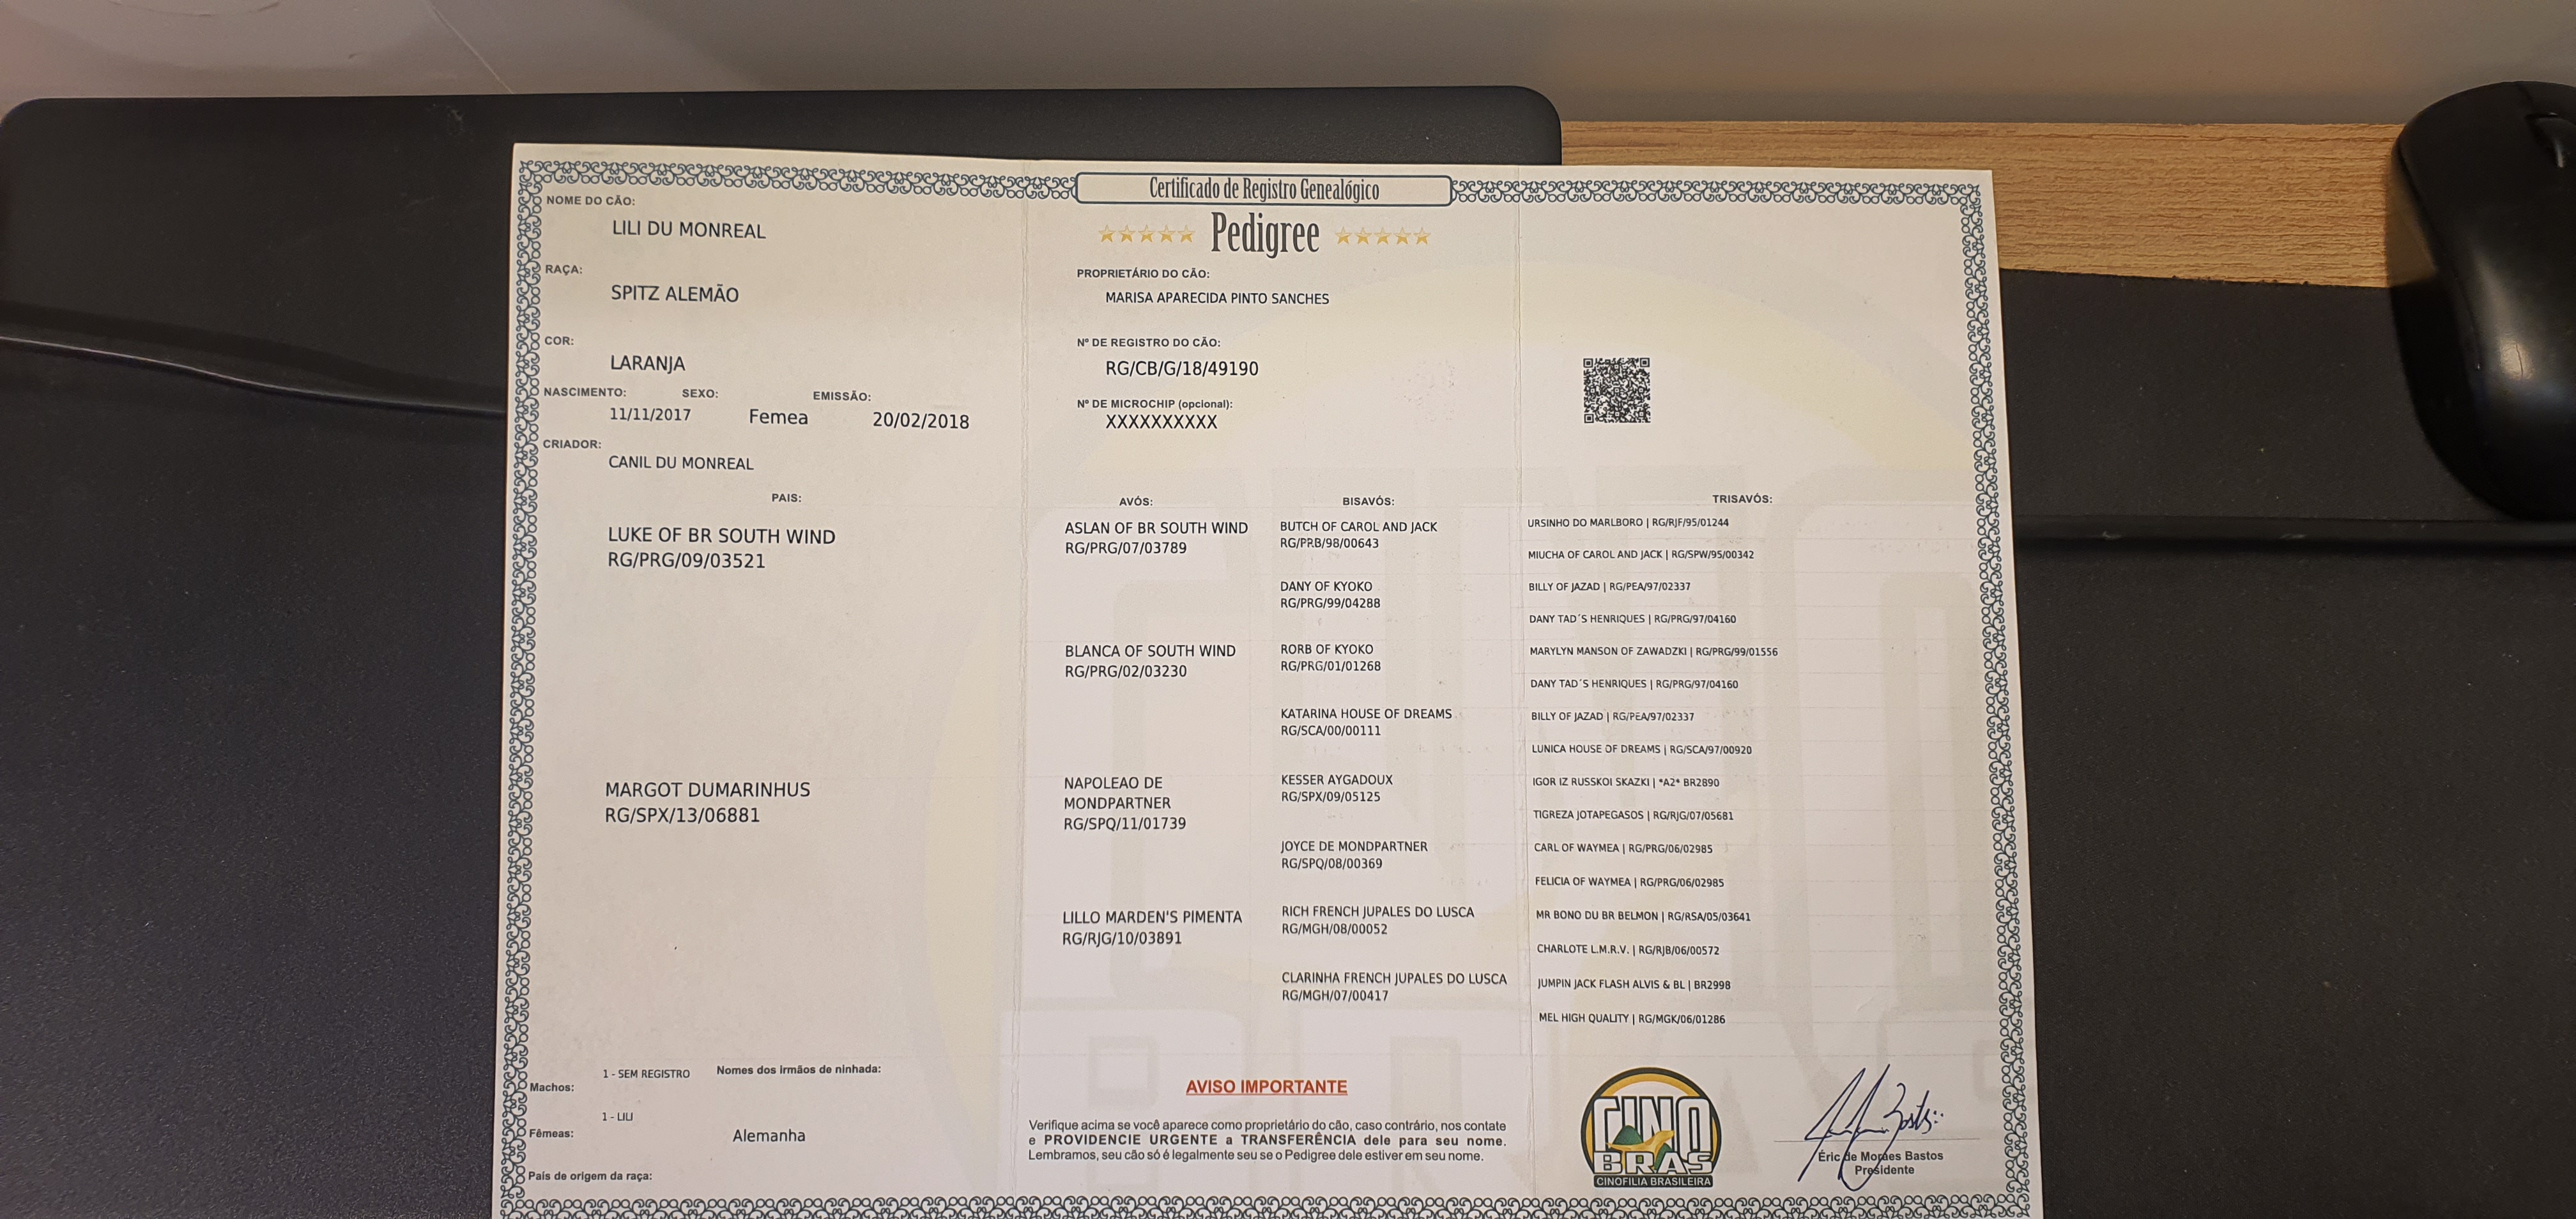 Certificado de Registro Genealógico
Pedigree
NOME DO CÃO:
LILI DU MONREAL
RAÇA:
SPITZ ALEMÃO
COR:
LARANJA
NASCIMENTO: SEXO: EMISSÃO:
11/11/2017 Femea 20/02/2018
CRIADOR:
CANIL DU MONREAL
PROPRIETÁRIO DO CÃO:
MARISA APARECIDA PINTO SANCHES
Nº DE REGISTRO DO CÃO:
RG/CB/G/18/49190
Nº DE MICROCHIP (opcional):
XXXXXXXXXX
PAIS:
LUKE OF BR SOUTH WIND
RG/PRG/09/03521
MARGOT DUMARINHUS
RG/SPX/13/06881
AVÓS:
ASLAN OF BR SOUTH WIND
RG/PRG/07/03789
BLANCA OF SOUTH WIND
RG/PRG/02/03230
NAPOLEAO DE
MONDPARTNER
RG/SPQ/11/01739
LILLO MARDEN'S PIMENTA
RG/RJG/10/03891
BISAVÓS:
BUTCH OF CAROL AND JACK
RG/PRB/98/00643
DANY OF KYOKO
RG/PRG/99/04288
RORB OF KYOKO
RG/PRG/01/01268
KATARINA HOUSE OF DREAMS
RG/SCA/00/00111
KESSER AYGADOUX
RG/SPX/09/05125
JOYCE DE MONDPARTNER
RG/SPQ/08/00369
RICH FRENCH JUPALES DO LUSCA
RG/MGH/08/00052
CLARINHA FRENCH JUPALES DO LUSCA
RG/MGH/07/00417
TRISAVÓS:
URSINHO DO MARLBORO | RG/RJF/95/01244
MIUCHA OF CAROL AND JACK | RG/SPW/95/00342
BILLY OF JAZAD | RG/PEA/97/02337
DANY TAD´S HENRIQUES | RG/PRG/97/04160
MARYLYN MANSON OF ZAWADZKI | RG/PRG/99/01556
DANY TAD´S HENRIQUES | RG/PRG/97/04160
BILLY OF JAZAD | RG/PEA/97/02337
LUNICA HOUSE OF DREAMS | RG/SCA/97/00920
IGOR IZ RUSSKOI SKAZKI | *A2* BR2890
TIGREZA JOTAPEGASOS | RG/RJG/07/05681
CARL OF WAYMEA | RG/PRG/06/02985
FELICIA OF WAYMEA | RG/PRG/06/02985
MR BONO DU BR BELMON | RG/RSA/05/03641
CHARLOTE L.M.R.V. | RG/RJB/06/00572
JUMPIN JACK FLASH ALVIS & BL | BR2998
MEL HIGH QUALITY | RG/MGK/06/01286
1 - SEM REGISTRO Nomes dos irmãos de ninhada:
Machos:
1 - LILI
Fêmeas:
Alemanha
País de origem da raça:
AVISO IMPORTANTE
Verifique acima se você aparece como proprietário do cão, caso contrário, nos contate
e PROVIDENCIE URGENTE a TRANSFERÊNCIA dele para seu nome.
Lembramos, seu cão só é legalmente seu se o Pedigree dele estiver em seu nome.
CINO
BRAS
CINOFILIA BRASILEIRA
Éric de Moraes Bastos
Presidente